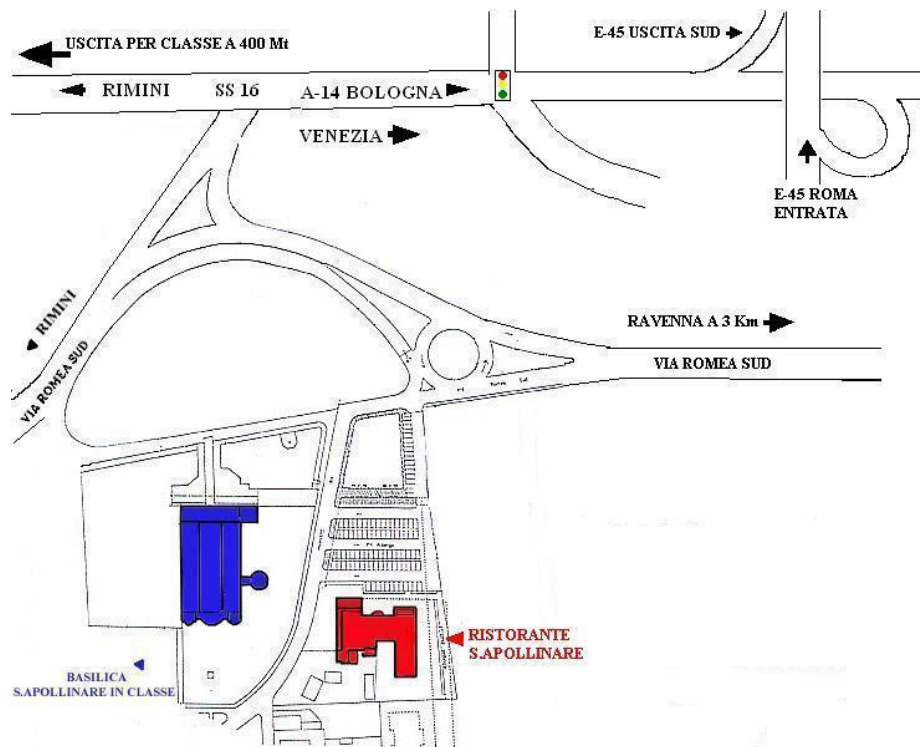 USCITA PER CLASSE A 400 Mt
E-45 USCITA SUD
RIMINI
SS 16
A-14 BOLOGNA
VENEZIA
E-45 ROMA
ENTRATA
RIMINI
VIA ROMEA SUD
RAVENNA A 3 Km
VIA ROMEA SUD
RISTORANTE
S.APOLLINARE
BASILICA
S.APOLLINARE IN CLASSE